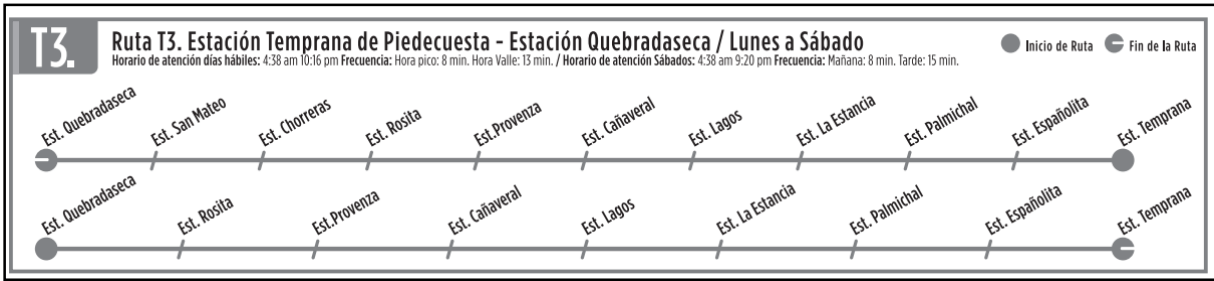 T3.
Ruta T3. Estación Temprana de Piedecuesta - Estación Quebradaseca / Lunes a Sábado
Horario de atención días hábiles: 4:38 am 10:16 pm Frecuencia: Hora pico: 8 min. Hora Valle: 13 min. / Horario de atención Sábados: 4:38 am 9:20 pm Frecuencia: Mañana: 8 min. Tarde: 15 min.
Inicio de Ruta
Fin de la Ruta
Est. Quebradaseca
Est. San Mateo
Est. Chorreras
Est. Rosita
Est.Provenza
Est. Cañaveral
Est. Lagos
Est. La Estancia
Est. Palmichal
Est. Españolita
Est. Temprana
Est. Quebradaseca
Est. Rosita
Est.Provenza
Est. Cañaveral
Est. Lagos
Est. La Estancia
Est. Palmichal
Est. Españolita
Est. Temprana